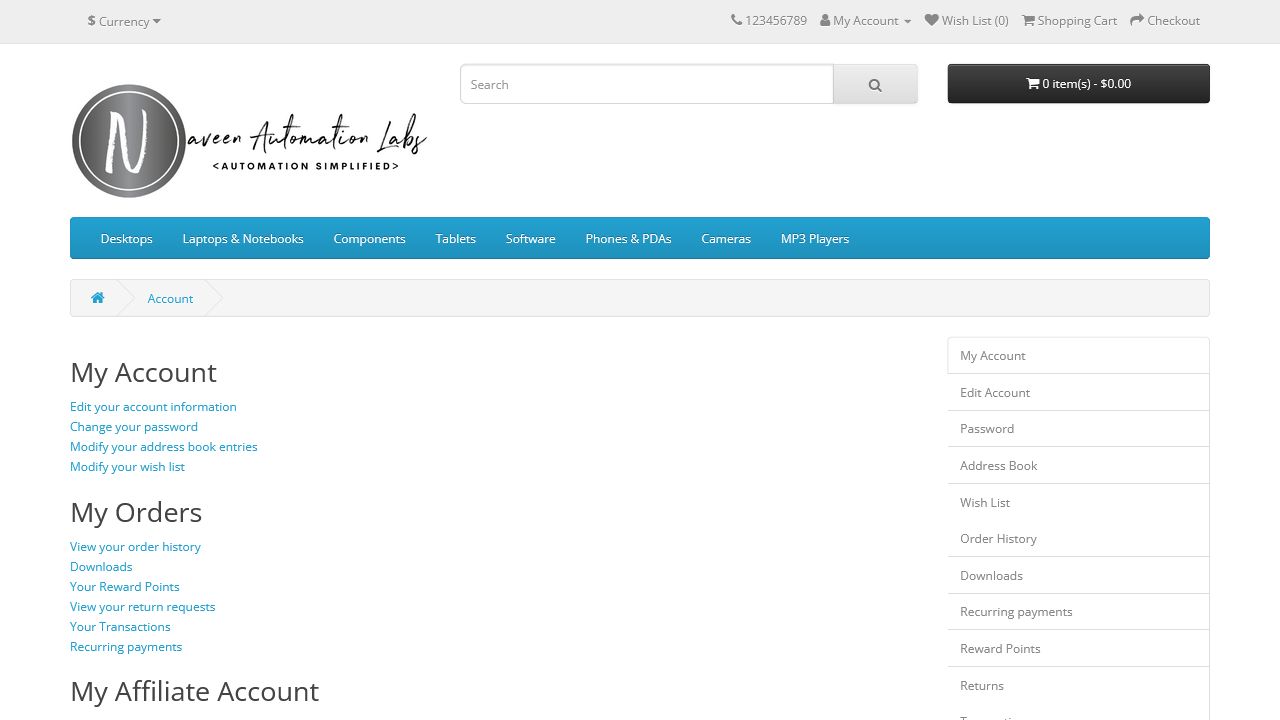 $ Currency
123456789 My Account Wish List (0) Shopping Cart Checkout
Naveen Automation Labs
<AUTOMATION SIMPLIFIED>
Search
0 item(s) - $0.00
Desktops Laptops & Notebooks Components Tablets Software Phones & PDAs Cameras MP3 Players
Account
My Account
Edit your account information
Change your password
Modify your address book entries
Modify your wish list
My Orders
View your order history
Downloads
Your Reward Points
View your return requests
Your Transactions
Recurring payments
My Affiliate Account
My Account
Edit Account
Password
Address Book
Wish List
Order History
Downloads
Recurring payments
Reward Points
Returns